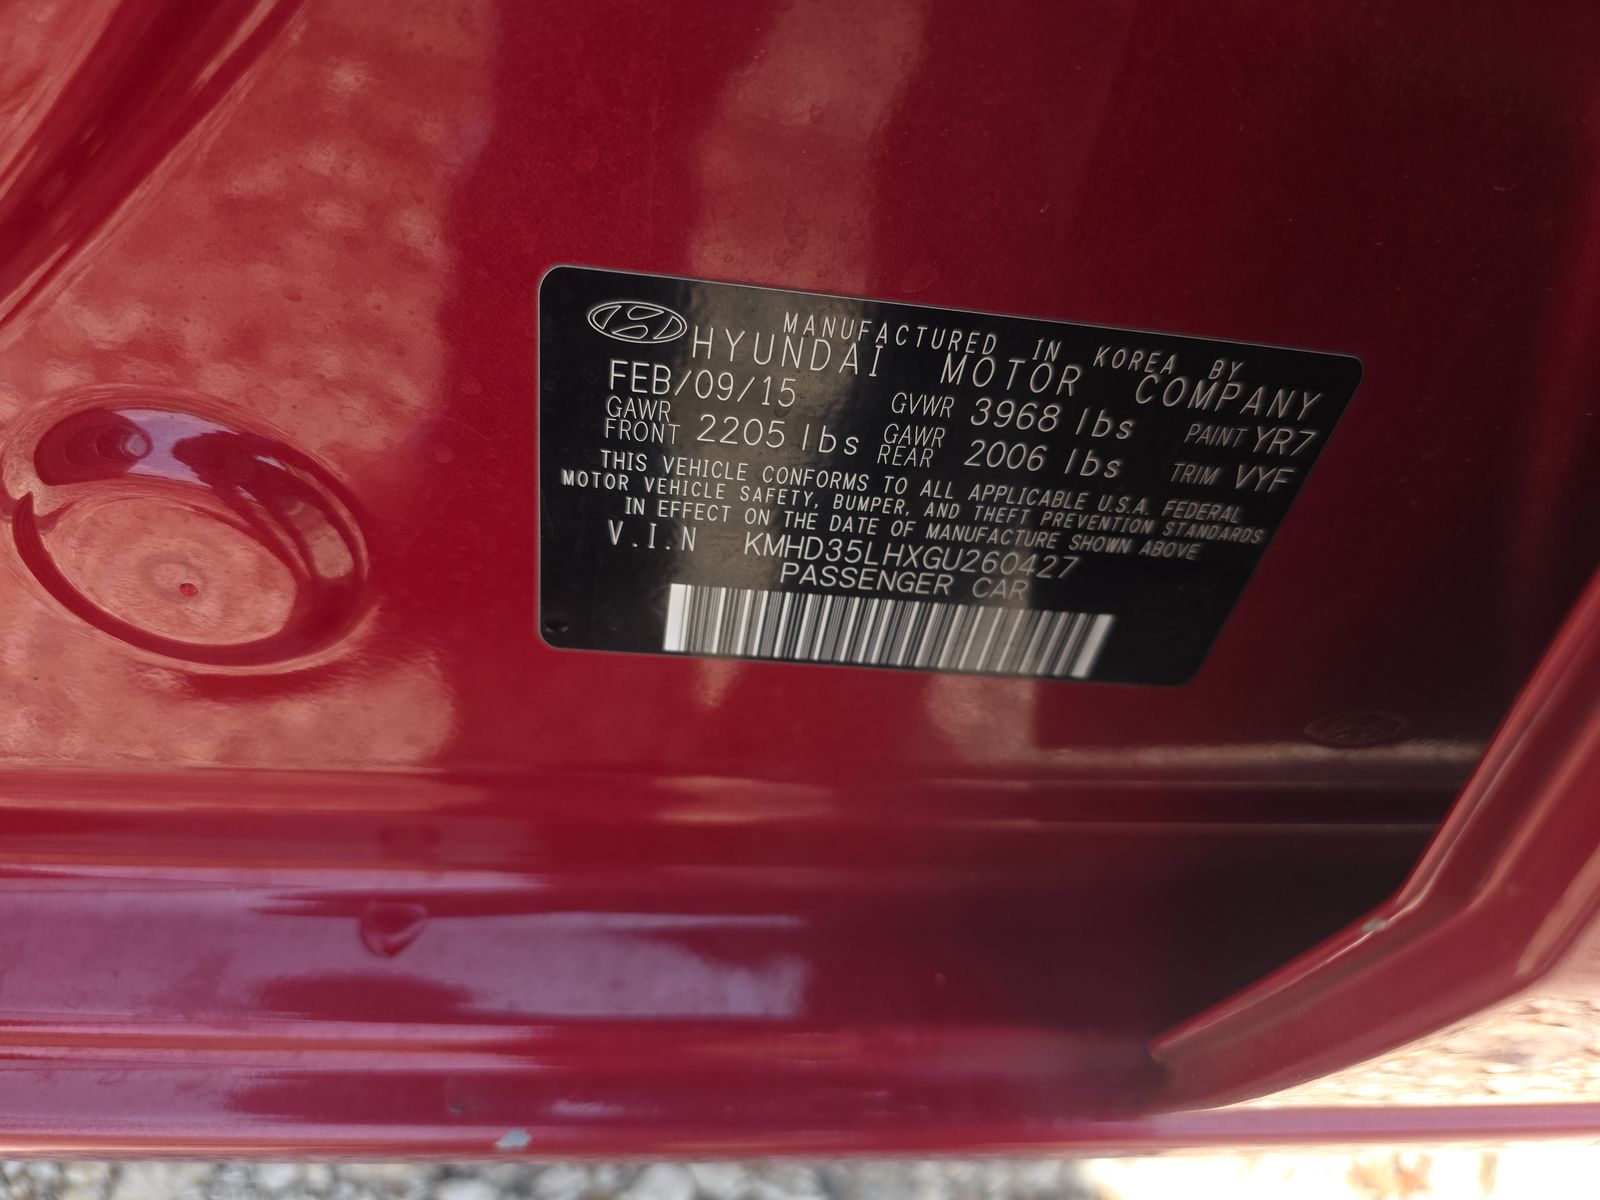 MANUFACTURED IN KOREA BY
HYUNDAI MOTOR COMPANY
FEB/09/15 GVWR 3968 lbs PAINT YR7
GAWR FRONT 2205 lbs GAWR REAR 2006 lbs TRIM VYF
THIS VEHICLE CONFORMS TO ALL APPLICABLE U.S.A. FEDERAL
MOTOR VEHICLE SAFETY, BUMPER, AND THEFT PREVENTION STANDARDS
IN EFFECT ON THE DATE OF MANUFACTURE SHOWN ABOVE
V.I.N KMHD35LHXGU260427
PASSENGER CAR